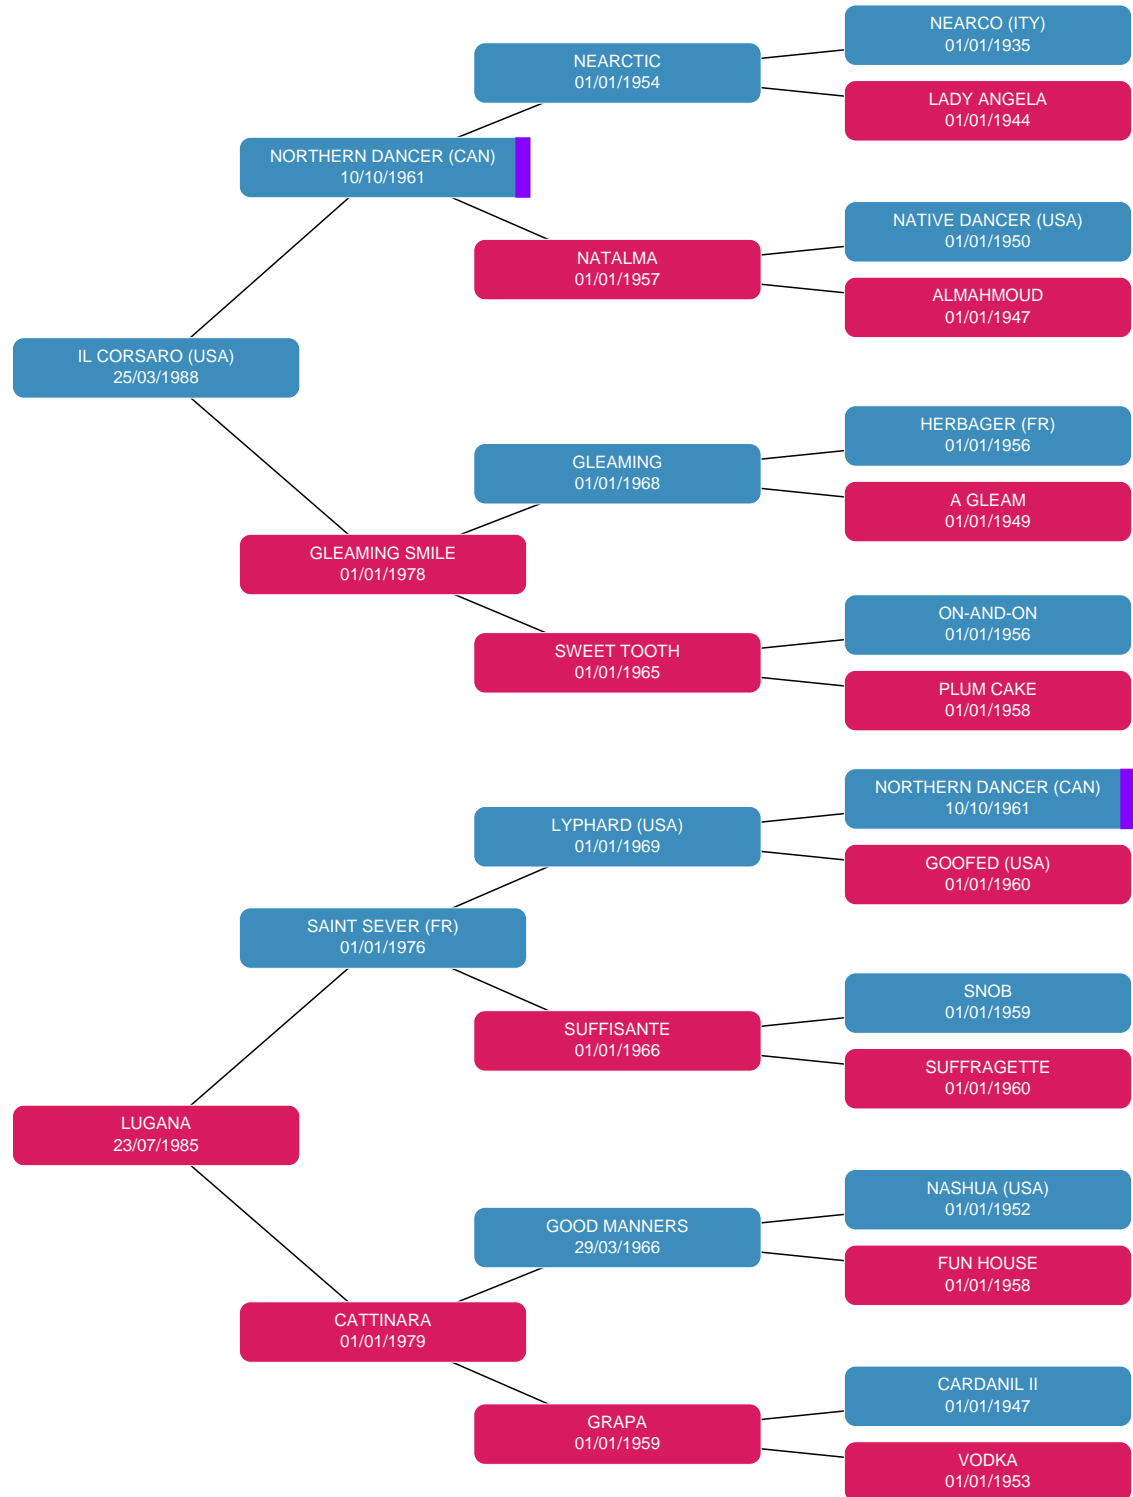 NEARCO (ITY)
01/01/1935
NEARCTIC
01/01/1954
LADY ANGELA
01/01/1944
NORTHERN DANCER (CAN)
10/10/1961
NATIVE DANCER (USA)
01/01/1950
NATALMA
01/01/1957
ALMAHMOUD
01/01/1947
IL CORSARO (USA)
25/03/1988
HERBAGER (FR)
01/01/1956
GLEAMING
01/01/1968
A GLEAM
01/01/1949
GLEAMING SMILE
01/01/1978
ON-AND-ON
01/01/1956
SWEET TOOTH
01/01/1965
PLUM CAKE
01/01/1958
NORTHERN DANCER (CAN)
10/10/1961
LYPHARD (USA)
01/01/1969
GOOFED (USA)
01/01/1960
SAINT SEVER (FR)
01/01/1976
SNOB
01/01/1959
SUFFISANTE
01/01/1966
SUFFRAGETTE
01/01/1960
LUGANA
23/07/1985
NASHUA (USA)
01/01/1952
GOOD MANNERS
29/03/1966
FUN HOUSE
01/01/1958
CATTINARA
01/01/1979
CARDANIL II
01/01/1947
GRAPA
01/01/1959
VODKA
01/01/1953